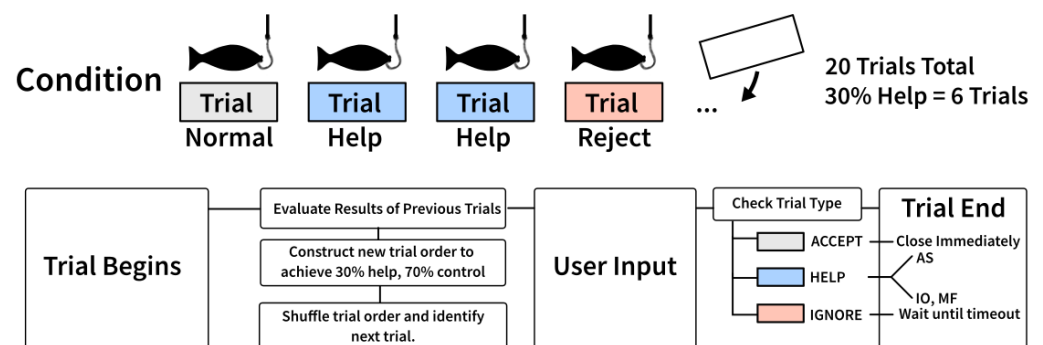 Condition
Trial
Normal
Trial
Help
Trial
Help
Trial
Reject
...
20 Trials Total
30% Help = 6 Trials
Trial Begins
Evaluate Results of Previous Trials
Construct new trial order to
achieve 30% help, 70% control
Shuffle trial order and identify
next trial.
User Input
Check Trial Type
ACCEPT
HELP
IGNORE
Trial End
Close Immediately
AS
IO, MF
Wait until timeout